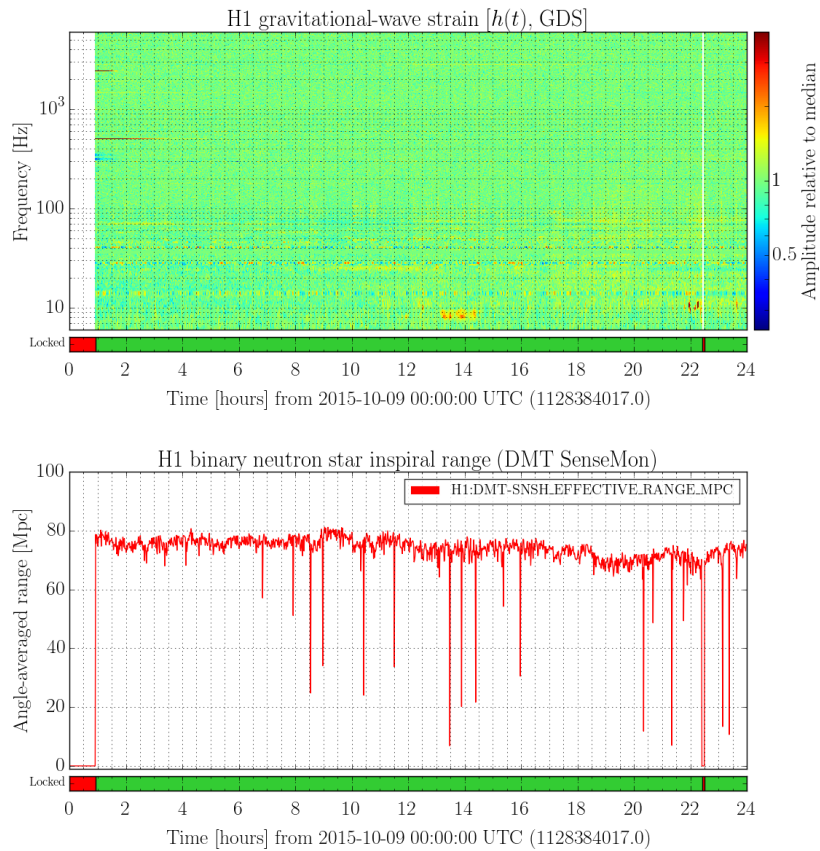 H1 gravitational-wave strain [h(t), GDS]
Frequency [Hz]
10³
100
10
Amplitude relative to median
1
0.5
Locked
0 2 4 6 8 10 12 14 16 18 20 22 24
Time [hours] from 2015-10-09 00:00:00 UTC (1128384017.0)
H1 binary neutron star inspiral range (DMT SenseMon)
H1:DMT-SNSH_EFFECTIVE_RANGE_MPC
Angle-averaged range [Mpc]
100
80
60
40
20
0
Locked
0 2 4 6 8 10 12 14 16 18 20 22 24
Time [hours] from 2015-10-09 00:00:00 UTC (1128384017.0)